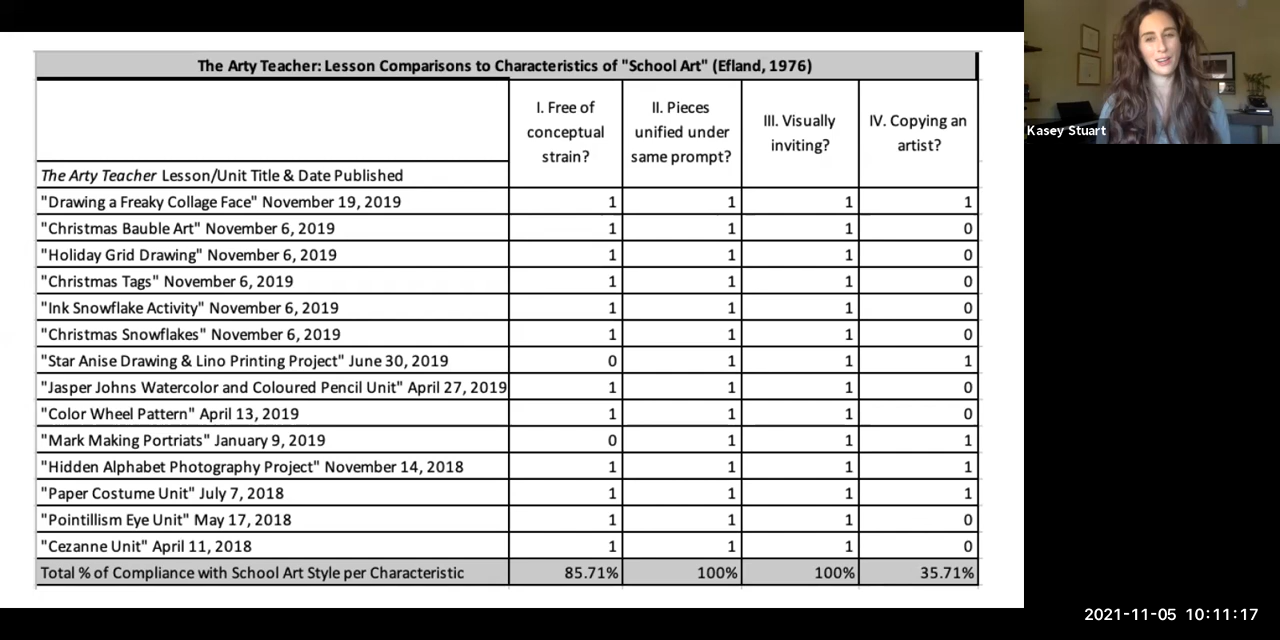 The Arty Teacher: Lesson Comparisons to Characteristics of "School Art" (Efland, 1976)
The Arty Teacher Lesson/Unit Title & Date Published
I. Free of
conceptual
strain?
II. Pieces
unified under
same prompt?
III. Visually
inviting?
IV. Copying an
artist?
"Drawing a Freaky Collage Face" November 19, 2019 1 1 1 1
"Christmas Bauble Art" November 6, 2019 1 1 1 0
"Holiday Grid Drawing" November 6, 2019 1 1 1 0
"Christmas Tags" November 6, 2019 1 1 1 0
"Ink Snowflake Activity" November 6, 2019 1 1 1 0
"Christmas Snowflakes" November 6, 2019 1 1 1 0
"Star Anise Drawing & Lino Printing Project" June 30, 2019 0 1 1 1
"Jasper Johns Watercolor and Coloured Pencil Unit" April 27, 2019 1 1 1 0
"Color Wheel Pattern" April 13, 2019 1 1 1 0
"Mark Making Portriats" January 9, 2019 0 1 1 1
"Hidden Alphabet Photography Project" November 14, 2018 1 1 1 1
"Paper Costume Unit" July 7, 2018 1 1 1 1
"Pointillism Eye Unit" May 17, 2018 1 1 1 0
"Cezanne Unit" April 11, 2018 1 1 1 0
Total % of Compliance with School Art Style per Characteristic 85.71% 100% 100% 35.71%
Kasey Stuart
2021-11-05 10:11:17